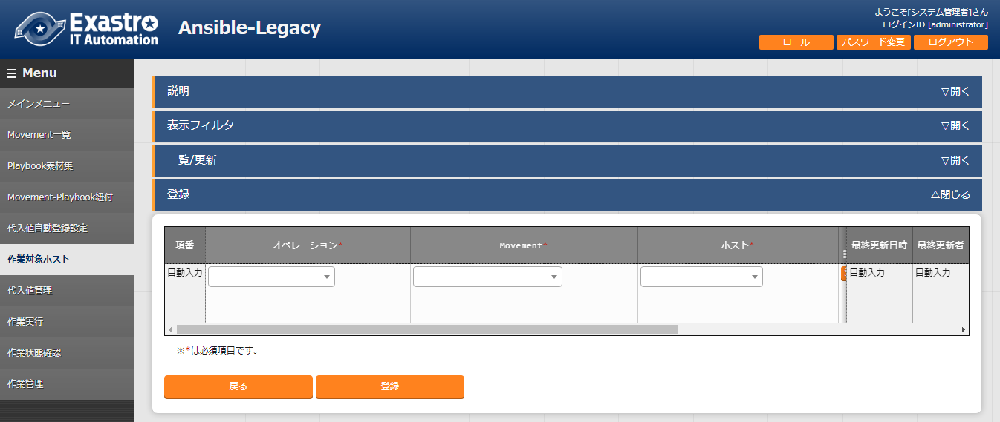 Exastro
IT Automation
Ansible-Legacy
ようこそ[システム管理者]さん
ログインID [administrator]
ロール
パスワード変更
ログアウト
Menu
メインメニュー
Movement一覧
Playbook素材集
Movement-Playbook紐付
代入値自動登録設定
作業対象ホスト
代入値管理
作業実行
作業状態確認
作業管理
説明 ▽開く
表示フィルタ ▽開く
一覧/更新 ▽開く
登録 △閉じる
項番 オペレーション* Movement* ホスト* 最終更新日時 最終更新者
自動入力 自動入力 自動入力
※*は必須項目です。
戻る 登録